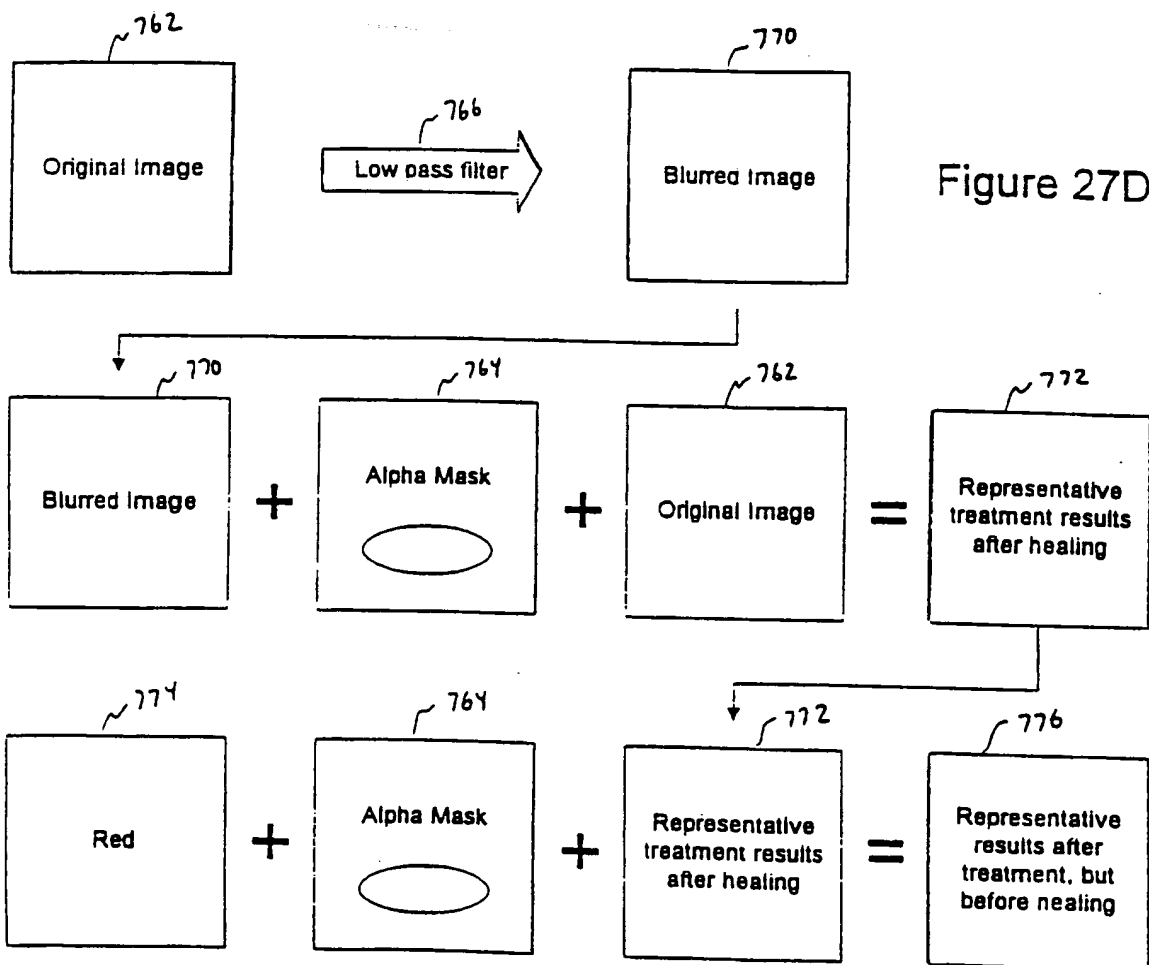 762
Original Image
766
Low pass filter
770
Blurred Image
Figure 27D
770
Blurred Image
+
764
Alpha Mask
+
762
Original Image
=
772
Representative
treatment results
after healing
774
Red
+
764
Alpha Mask
+
772
Representative
treatment results
after healing
=
776
Representative
results after
treatment, but
before nealing